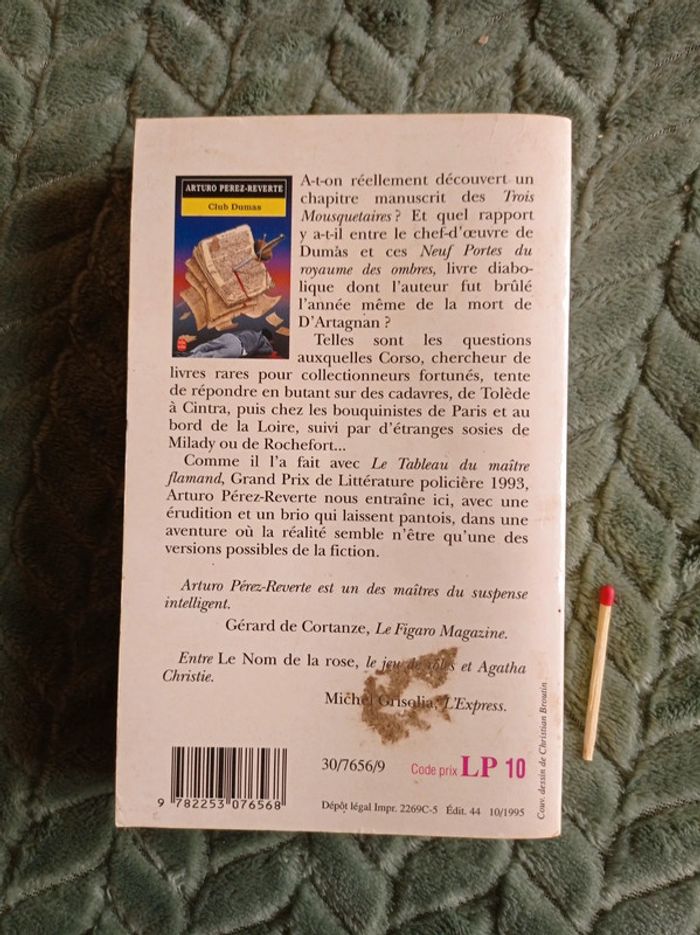 ARTURO PEREZ-REVERTE
Club Dumas
A-t-on réellement découvert un
chapitre manuscrit des Trois
Mousquetaires ? Et quel rapport
y a-t-il entre le chef-d'œuvre de
Dumas et ces Neuf Portes du
royaume des ombres, livre diabo-
lique dont l'auteur fut brûlé
l'année même de la mort de
D'Artagnan ?
Telles sont les questions
auxquelles Corso, chercheur de
livres rares pour collectionneurs fortunés, tente
de répondre en butant sur des cadavres, de Tolède
à Cintra, puis chez les bouquinistes de Paris et au
bord de la Loire, suivi par d'étranges sosies de
Milady ou de Rochefort...
Comme il l'a fait avec Le Tableau du maître
flamand, Grand Prix de Littérature policière 1993,
Arturo Pérez-Reverte nous entraîne ici, avec une
érudition et un brio qui laissent pantois, dans une
aventure où la réalité semble n'être qu'une des
versions possibles de la fiction.
Arturo Pérez-Reverte est un des maîtres du suspense
intelligent.
Gérard de Cortanze, Le Figaro Magazine.
Entre Le Nom de la rose, le jeu de rôles et Agatha
Christie.
Michel Grisolia, L'Express.
30/7656/9
Code prix LP 10
9 782253 076568
Dépôt légal Impr. 2269C-5 Édit. 44 10/1995
Couv. dessin de Christian Broutin